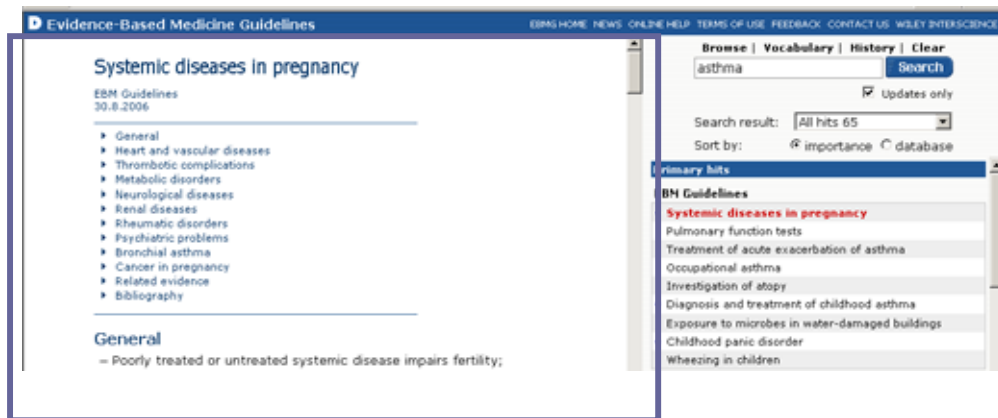 D Evidence-Based Medicine Guidelines
EBMG HOME NEWS ONLINE HELP TERMS OF USE FEEDBACK CONTACT US WILEY INTERSCIENCE
Systemic diseases in pregnancy
EBM Guidelines
30.8.2006
General
Heart and vascular diseases
Thrombotic complications
Metabolic disorders
Neurological diseases
Renal diseases
Rheumatic disorders
Psychiatric problems
Bronchial asthma
Cancer in pregnancy
Related evidence
Bibliography
General
– Poorly treated or untreated systemic disease impairs fertility;
Browse | Vocabulary | History | Clear
asthma Search
Updates only
Search result: All hits 65
Sort by: importance database
Primary hits
EBM Guidelines
Systemic diseases in pregnancy
Pulmonary function tests
Treatment of acute exacerbation of asthma
Occupational asthma
Investigation of atopy
Diagnosis and treatment of childhood asthma
Exposure to microbes in water-damaged buildings
Childhood panic disorder
Wheezing in children